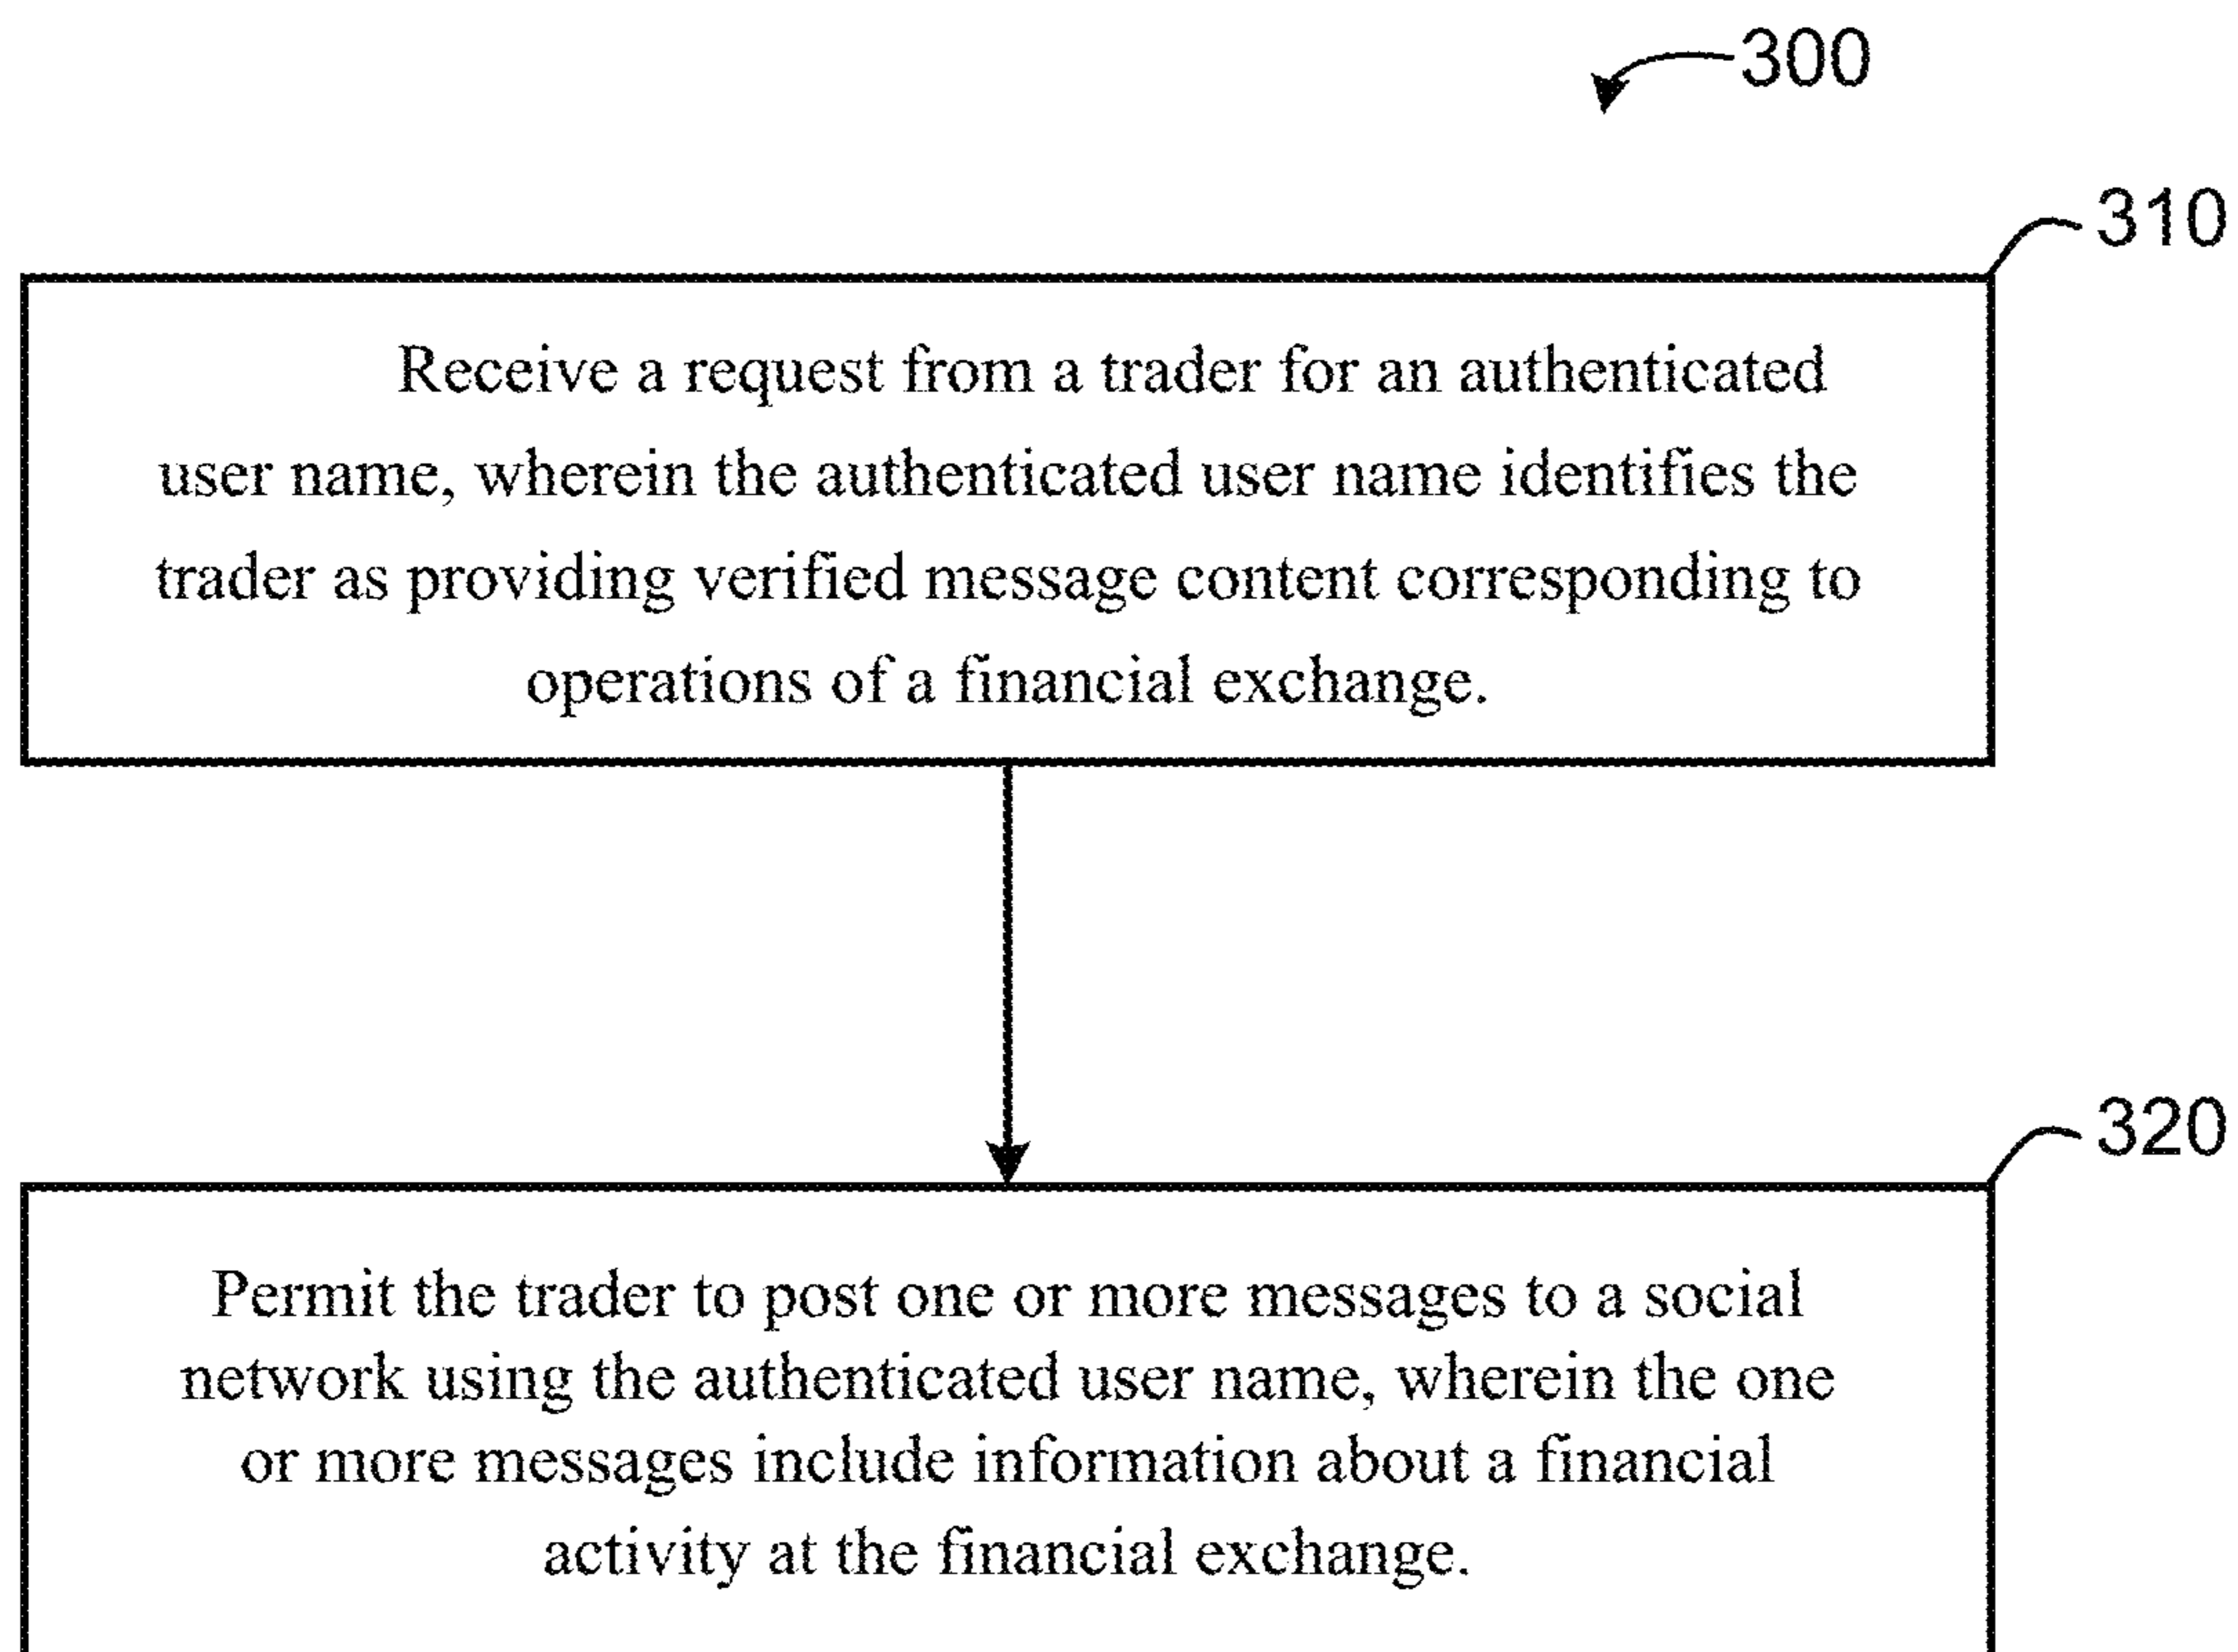 300
310
Receive a request from a trader for an authenticated
user name, wherein the authenticated user name identifies the
trader as providing verified message content corresponding to
operations of a financial exchange.
320
Permit the trader to post one or more messages to a social
network using the authenticated user name, wherein the one
or more messages include information about a financial
activity at the financial exchange.